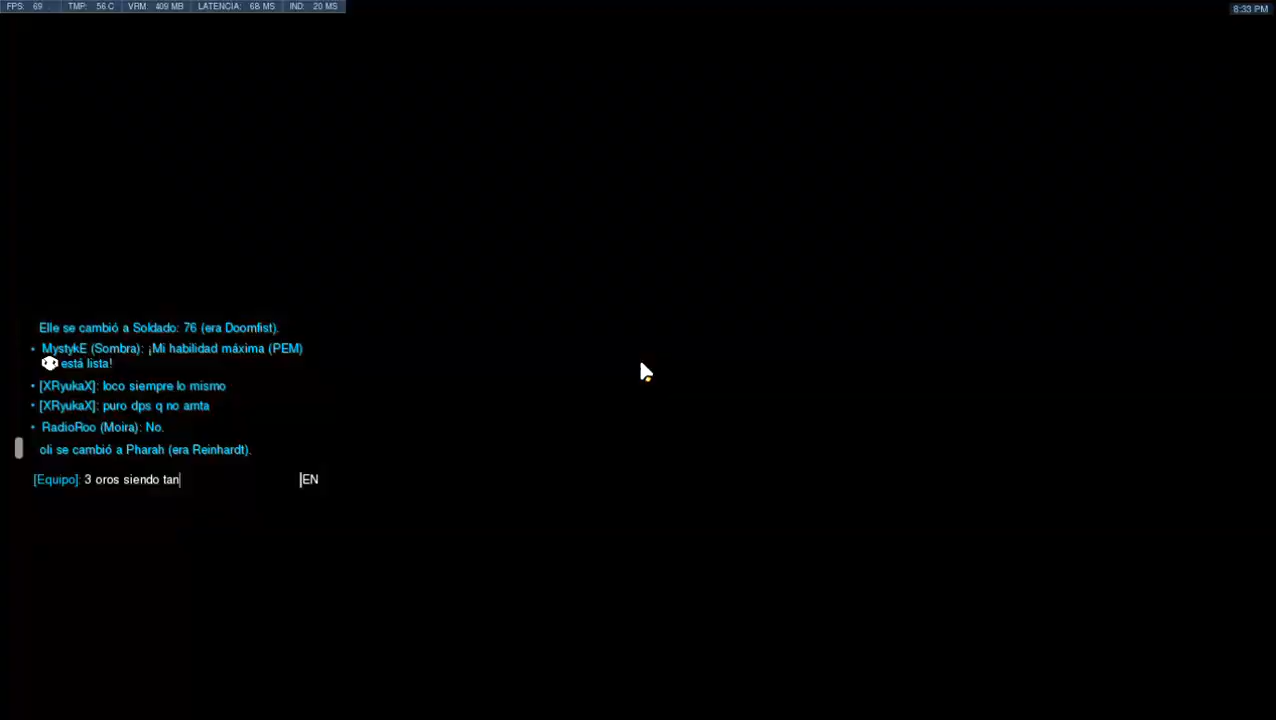 FPS: 69 TMP: 56 C VRM: 409 MB LATENCIA: 68 MS IND: 20 MS
8:33 PM
Elle se cambió a Soldado: 76 (era Doomfist).
• MystykE (Sombra): ¡Mi habilidad máxima (PEM)
está lista!
• [XRyukaX]: loco siempre lo mismo
• [XRyukaX]: puro dps q no amta
• RadioRoo (Moira): No.
oli se cambió a Pharah (era Reinhardt).
[Equipo]: 3 oros siendo tan
EN